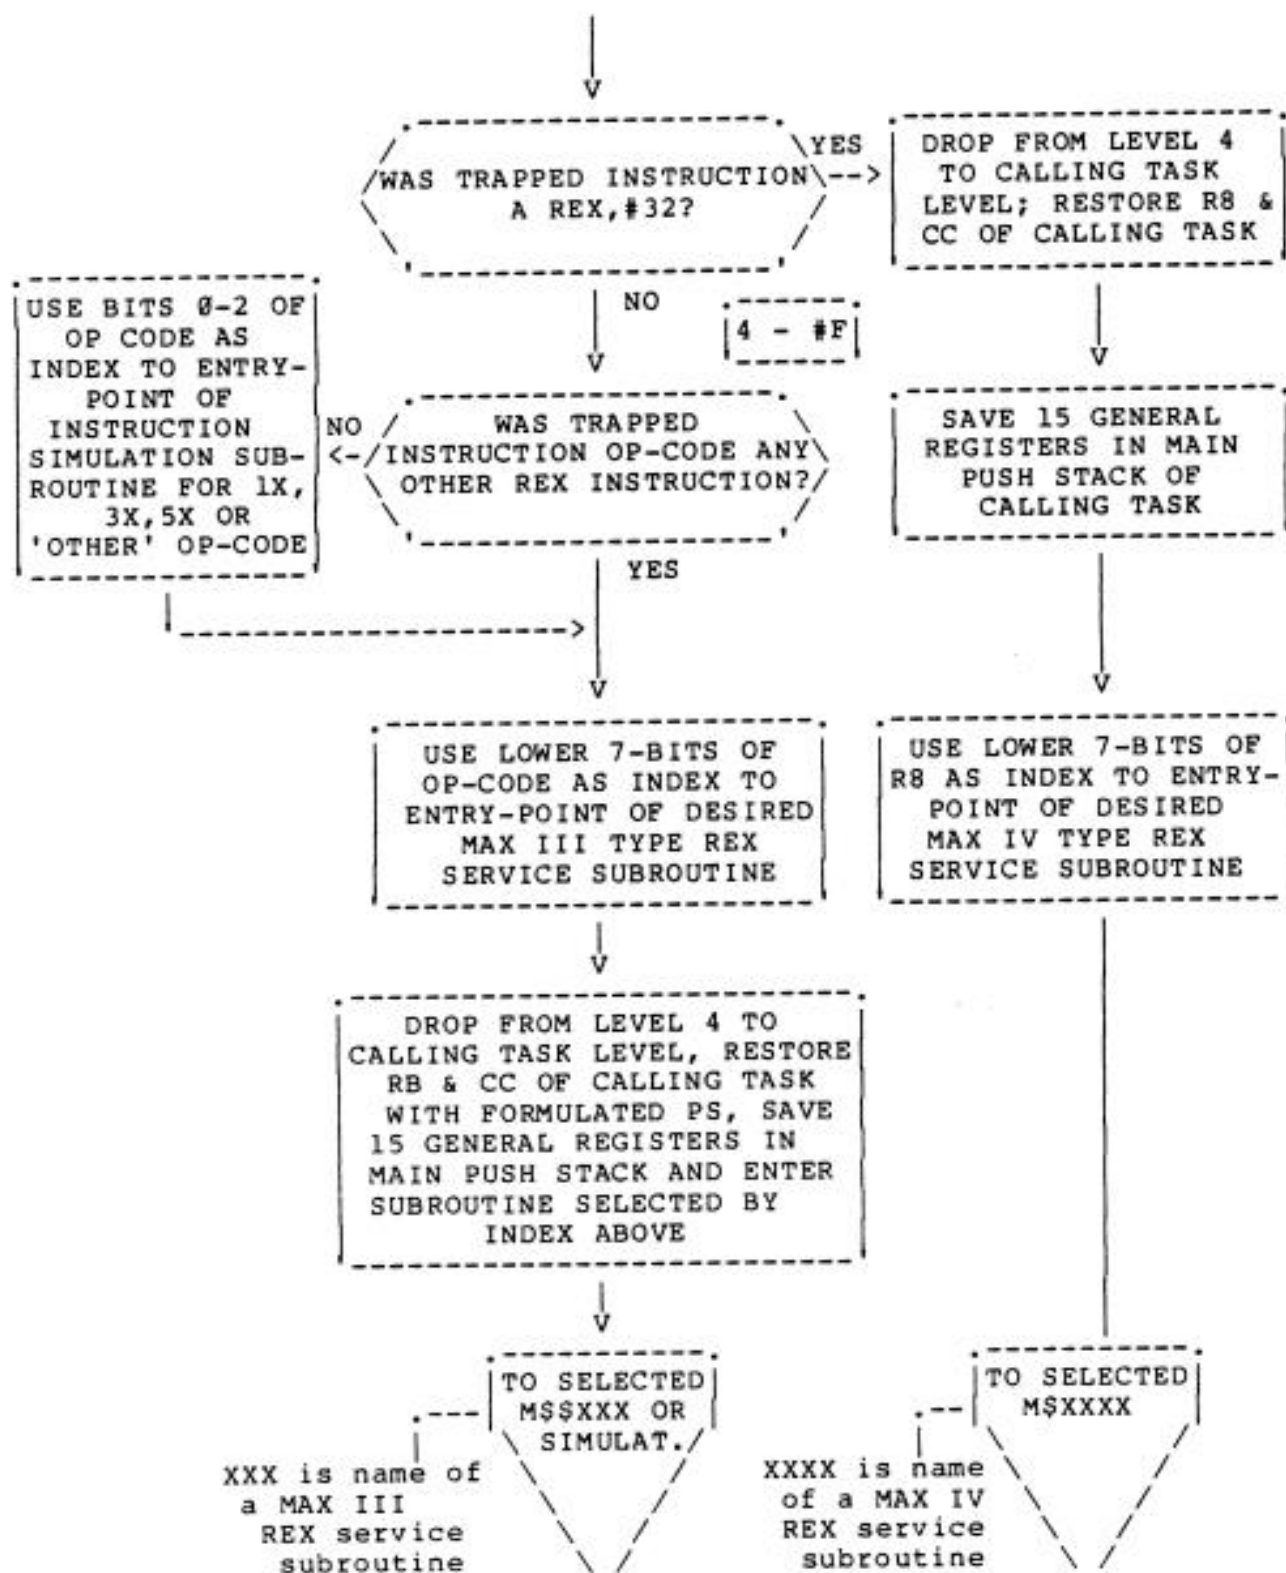 WAS TRAPPED INSTRUCTION
A REX,#32?
YES
DROP FROM LEVEL 4
TO CALLING TASK
LEVEL; RESTORE R8 &
CC OF CALLING TASK
NO
4 - #F
USE BITS 0-2 OF
OP CODE AS
INDEX TO ENTRY-
POINT OF
INSTRUCTION
SIMULATION SUB-
ROUTINE FOR 1X,
3X,5X OR
'OTHER' OP-CODE
NO
WAS TRAPPED
INSTRUCTION OP-CODE ANY
OTHER REX INSTRUCTION?
YES
SAVE 15 GENERAL
REGISTERS IN MAIN
PUSH STACK OF
CALLING TASK
USE LOWER 7-BITS OF
OP-CODE AS INDEX TO
ENTRY-POINT OF DESIRED
MAX III TYPE REX
SERVICE SUBROUTINE
USE LOWER 7-BITS OF
R8 AS INDEX TO ENTRY-
POINT OF DESIRED
MAX IV TYPE REX
SERVICE SUBROUTINE
DROP FROM LEVEL 4 TO
CALLING TASK LEVEL, RESTORE
RB & CC OF CALLING TASK
WITH FORMULATED PS, SAVE
15 GENERAL REGISTERS IN
MAIN PUSH STACK AND ENTER
SUBROUTINE SELECTED BY
INDEX ABOVE
TO SELECTED
M$$XXX OR
SIMULAT.
XXX is name of
a MAX III
REX service
subroutine
TO SELECTED
M$XXXX
XXXX is name
of a MAX IV
REX service
subroutine